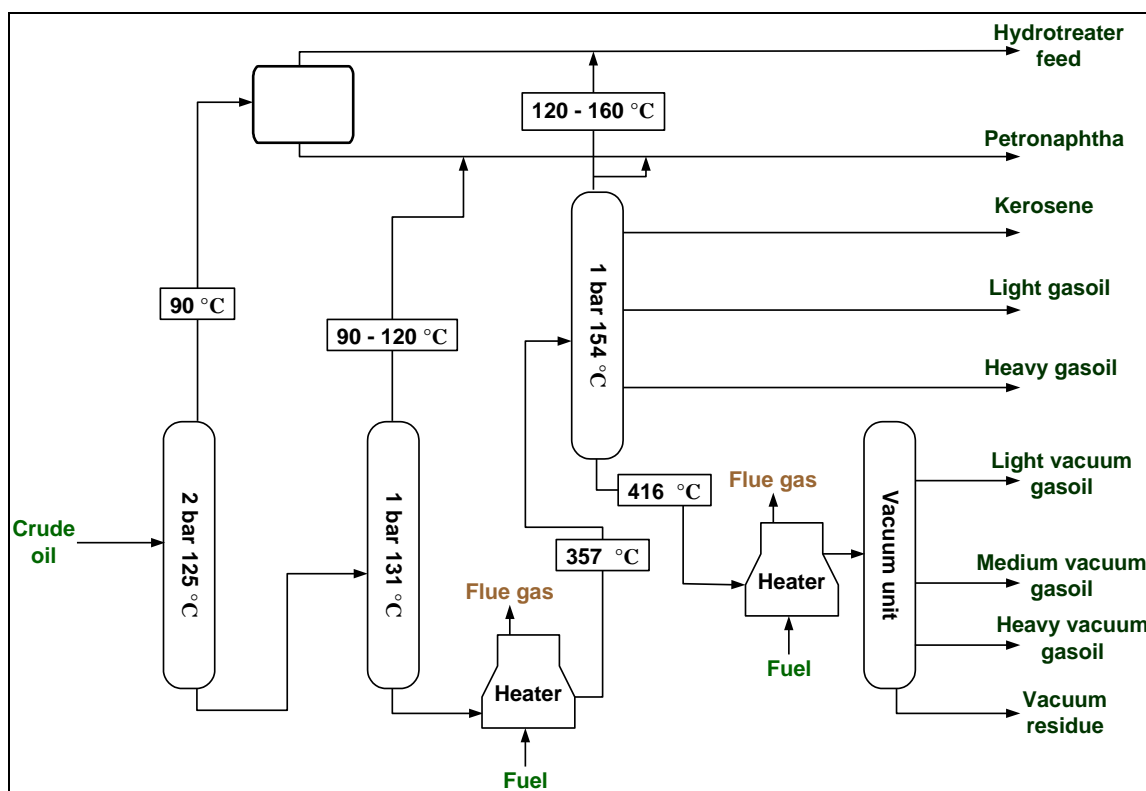 Hydrotreater
feed
120 - 160 °C
Petronaphtha
Kerosene
90 °C
90 - 120 °C
1 bar 154 °C
Light gasoil
Heavy gasoil
Light vacuum
gasoil
Flue gas
416 °C
2 bar 125 °C
1 bar 131 °C
Vacuum unit
Crude
oil
357 °C
Heater
Medium vacuum
gasoil
Flue gas
Heavy vacuum
gasoil
Fuel
Heater
Vacuum
residue
Fuel